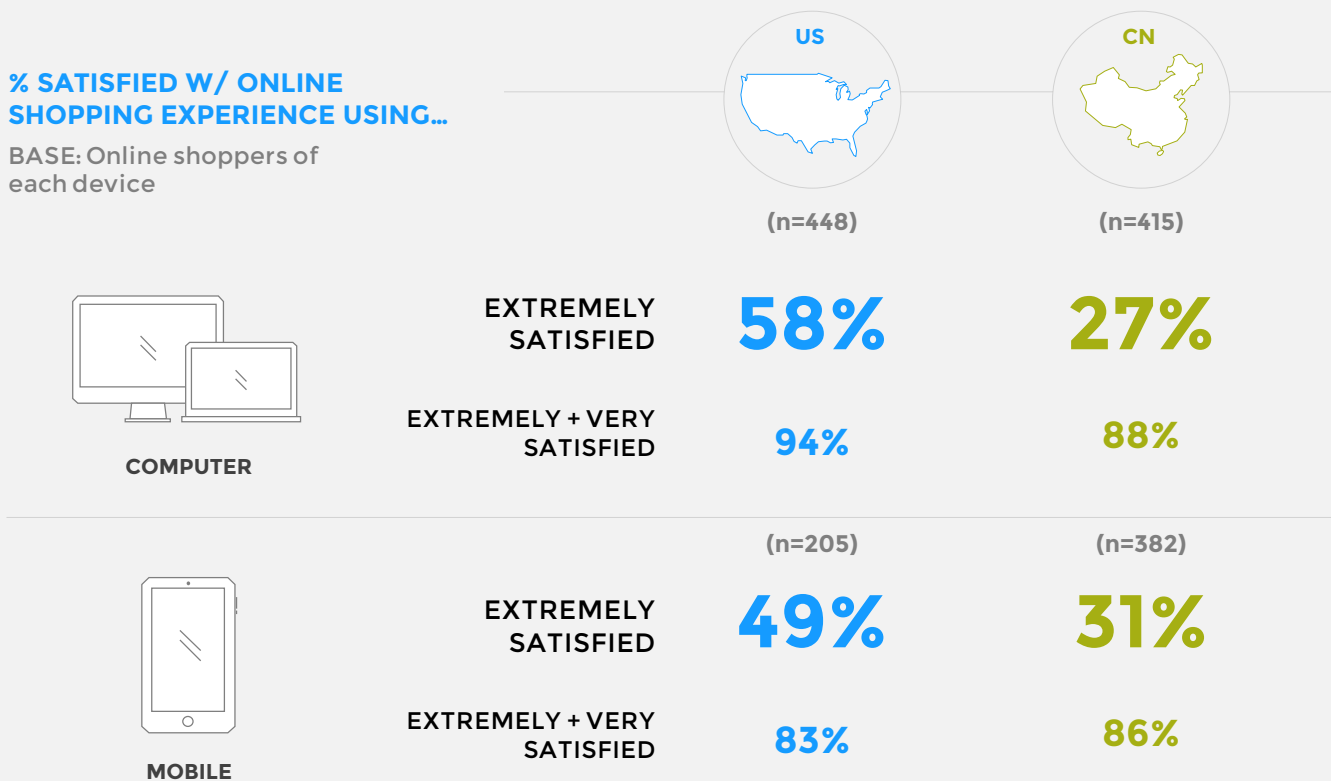 US
CN
% SATISFIED W/ ONLINE
SHOPPING EXPERIENCE USING...
BASE: Online shoppers of
each device
(n=448)
(n=415)
EXTREMELY
SATISFIED
58%
27%
EXTREMELY + VERY
SATISFIED
94%
88%
COMPUTER
(n=205)
(n=382)
EXTREMELY
SATISFIED
49%
31%
EXTREMELY + VERY
SATISFIED
83%
86%
MOBILE